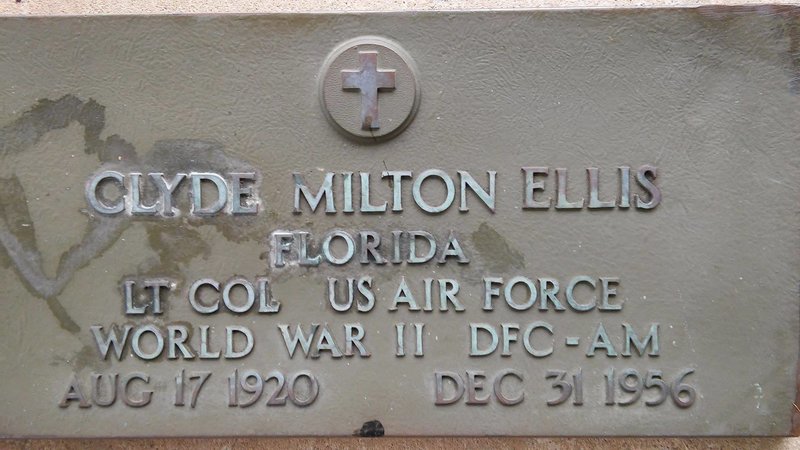 CLYDE MILTON ELLIS
FLORIDA
LT COL US AIR FORCE
WORLD WAR II DFC-AM
AUG 17 1920 DEC 31 1956